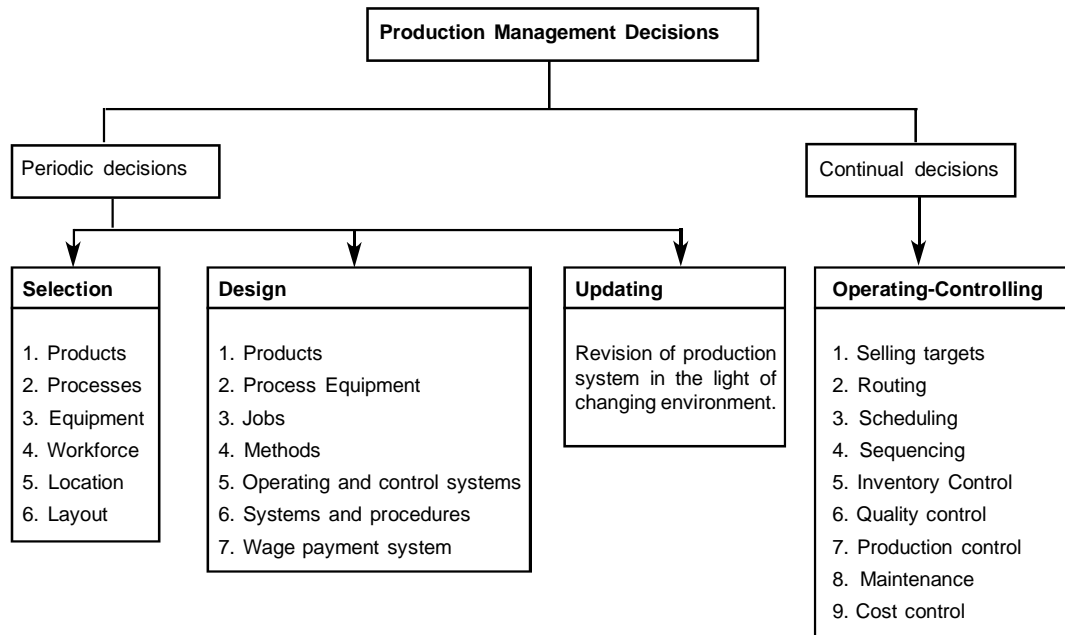 Production Management Decisions
Periodic decisions
Continual decisions
Selection
1. Products
2. Processes
3. Equipment
4. Workforce
5. Location
6. Layout
Design
1. Products
2. Process Equipment
3. Jobs
4. Methods
5. Operating and control systems
6. Systems and procedures
7. Wage payment system
Updating
Revision of production
system in the light of
changing environment.
Operating-Controlling
1. Selling targets
2. Routing
3. Scheduling
4. Sequencing
5. Inventory Control
6. Quality control
7. Production control
8. Maintenance
9. Cost control